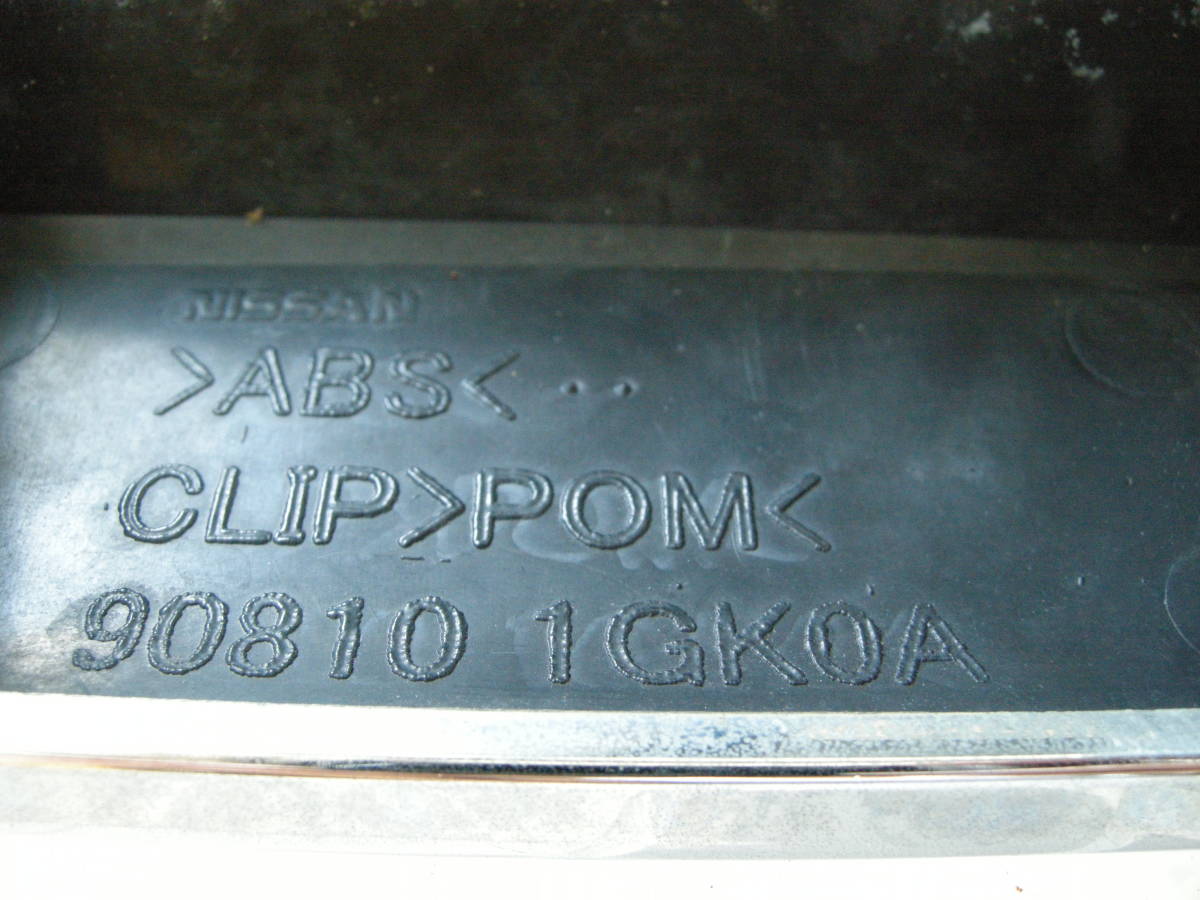 NISSAN
>ABS<
CLIP>POM<
90810 1GK0A